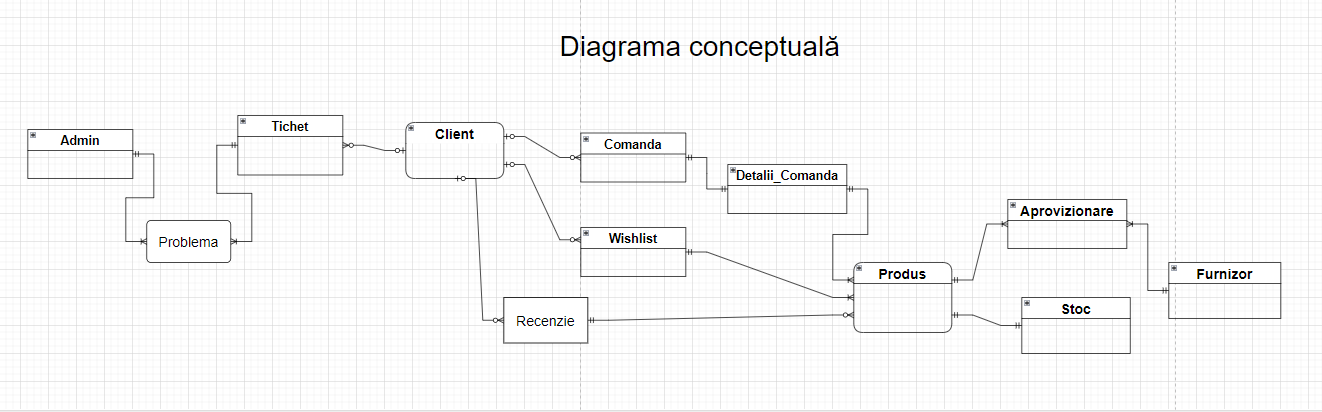 Diagrama conceptuală
Admin
Tichet
Client
Comanda
Detalii_Comanda
Problema
Wishlist
Recenzie
Produs
Aprovizionare
Furnizor
Stoc